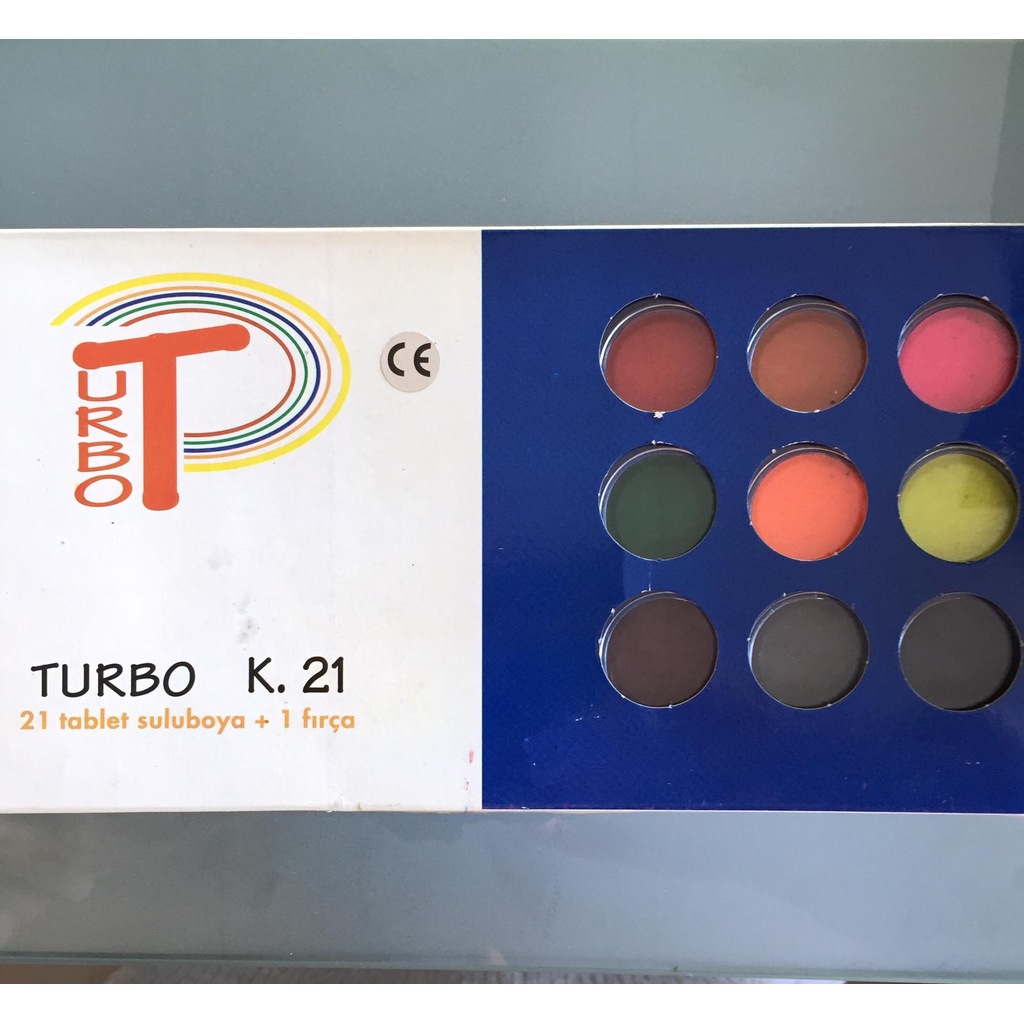 TURBO
CE
TURBO K. 21
21 tablet suluboya + 1 fırça